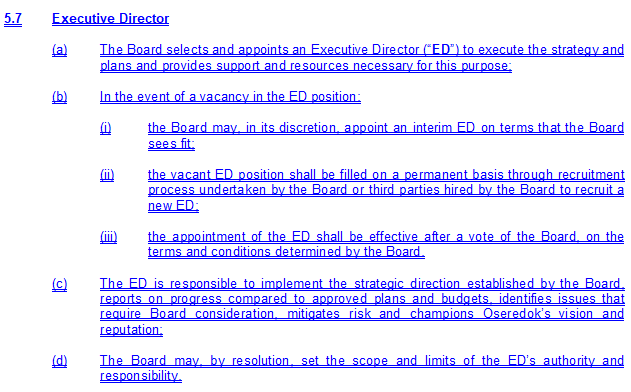 5.7 Executive Director
(a) The Board selects and appoints an Executive Director ("ED") to execute the strategy and
plans and provides support and resources necessary for this purpose;
(b) In the event of a vacancy in the ED position:
(i) the Board may, in its discretion, appoint an interim ED on terms that the Board
sees fit;
(ii) the vacant ED position shall be filled on a permanent basis through recruitment
process undertaken by the Board or third parties hired by the Board to recruit a
new ED;
(iii) the appointment of the ED shall be effective after a vote of the Board, on the
terms and conditions determined by the Board.
(c) The ED is responsible to implement the strategic direction established by the Board,
reports on progress compared to approved plans and budgets, identifies issues that
require Board consideration, mitigates risk and champions Oseredok's vision and
reputation;
(d) The Board may, by resolution, set the scope and limits of the ED's authority and
responsibility.